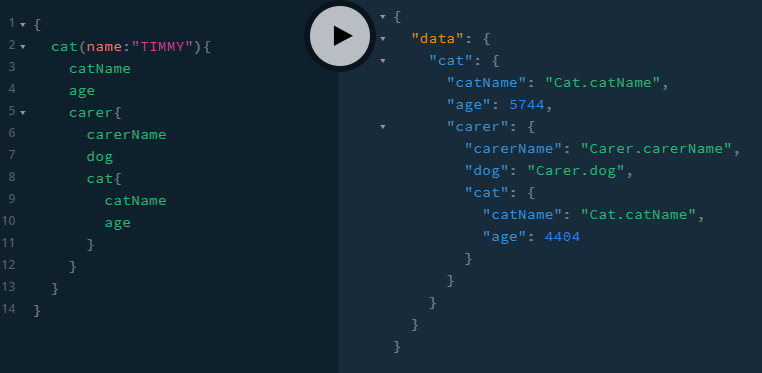 1 {
2 cat(name:"TIMMY"){
3 catName
4 age
5 carer{
6 carerName
7 dog
8 cat{
9 catName
10 age
11 }
12 }
13 }
14 }
{
"data": {
"cat": {
"catName": "Cat.catName",
"age": 5744,
"carer": {
"carerName": "Carer.carerName",
"dog": "Carer.dog",
"cat": {
"catName": "Cat.catName",
"age": 4404
}
}
}
}
}